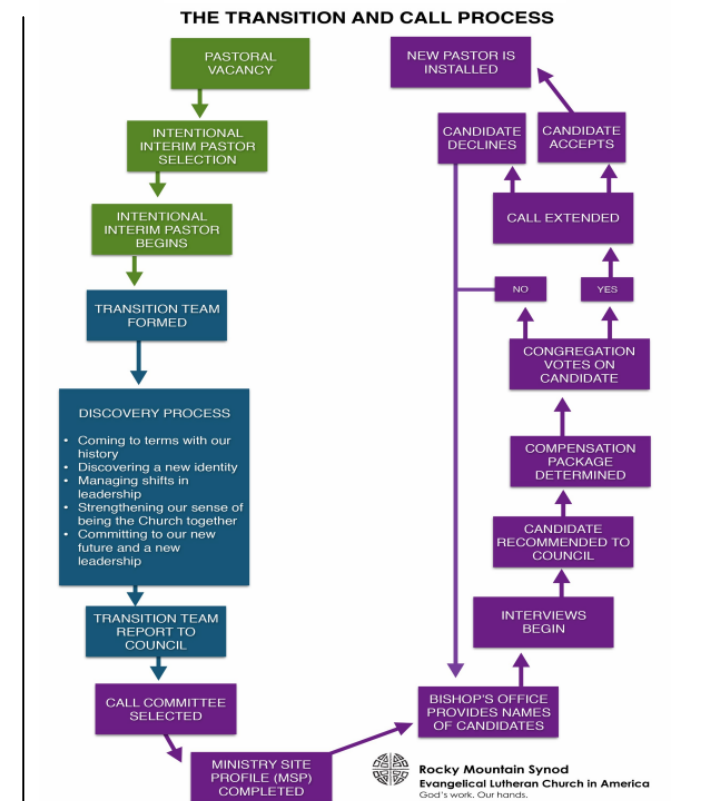 THE TRANSITION AND CALL PROCESS
PASTORAL
VACANCY
INTENTIONAL
INTERIM PASTOR
SELECTION
INTENTIONAL
INTERIM PASTOR
BEGINS
TRANSITION TEAM
FORMED
DISCOVERY PROCESS
• Coming to terms with our
history
• Discovering a new identity
• Managing shifts in
leadership
• Strengthening our sense of
being the Church together
• Committing to our new
future and a new
leadership
TRANSITION TEAM
REPORT TO
COUNCIL
CALL COMMITTEE
SELECTED
MINISTRY SITE
PROFILE (MSP)
COMPLETED
BISHOP'S OFFICE
PROVIDES NAMES
OF CANDIDATES
INTERVIEWS
BEGIN
CANDIDATE
RECOMMENDED TO
COUNCIL
COMPENSATION
PACKAGE
DETERMINED
CONGREGATION
VOTES ON
CANDIDATE
NO
YES
CALL EXTENDED
CANDIDATE
DECLINES
CANDIDATE
ACCEPTS
NEW PASTOR IS
INSTALLED
Rocky Mountain Synod
Evangelical Lutheran Church in America
God's work. Our hands.